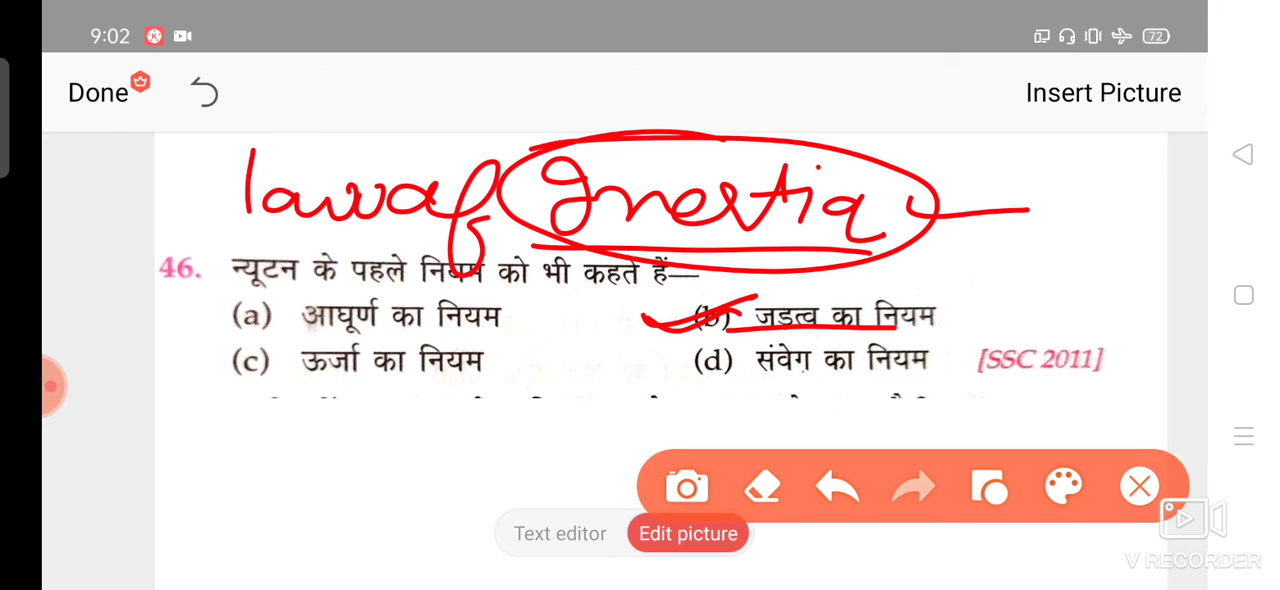 9:02 72
Done Insert Picture
law of Inertia
46. न्यूटन के पहले नियम को भी कहते हैं—
(a) आघूर्ण का नियम (b) जड़त्व का नियम
(c) ऊर्जा का नियम (d) संवेग का नियम [SSC 2011]
Text editor Edit picture
V RECORDER